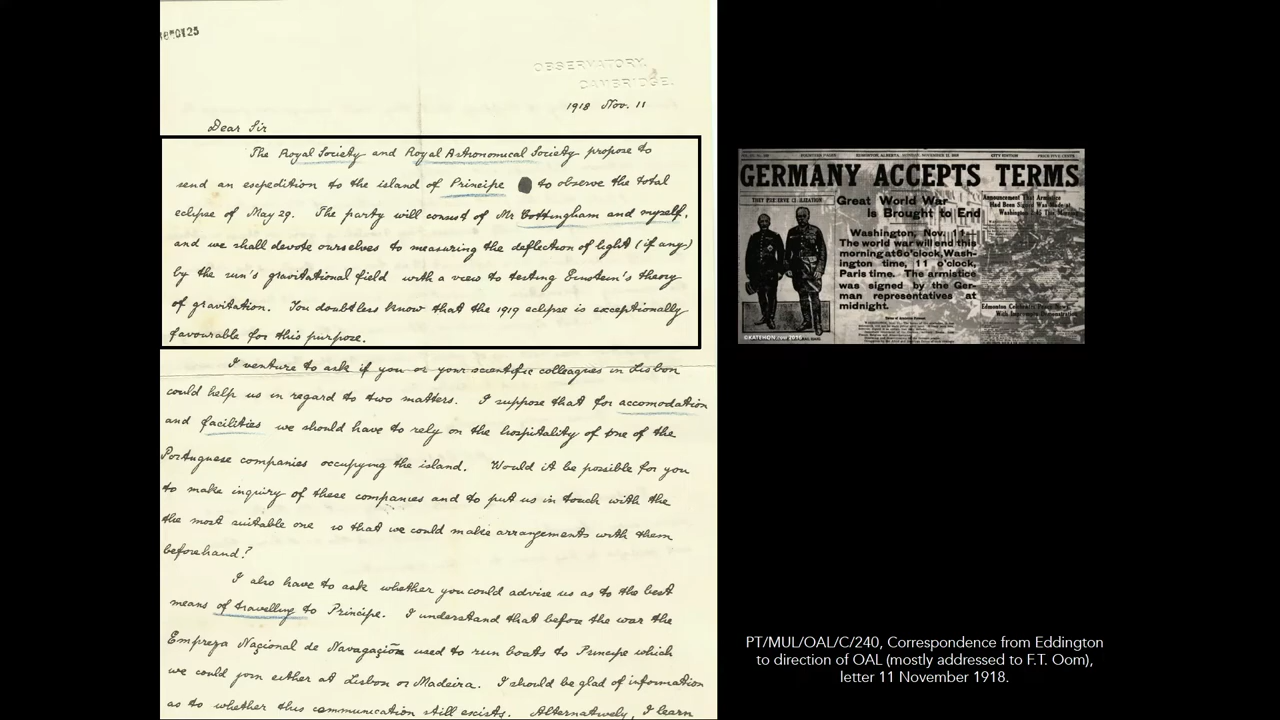 OBSERVATORY,
CAMBRIDGE.
1918 Nov. 11
Dear Sir
The Royal Society and Royal Astronomical Society propose to
send an expedition to the island of Principe to observe the total
eclipse of May 29. The party will consist of Mr Cottingham and myself,
and we shall devote ourselves to measuring the deflection of light (if any)
by the sun's gravitational field with a view to testing Einstein's theory
of gravitation. You doubtless know that the 1919 eclipse is exceptionally
favourable for this purpose.
I venture to ask if you or your scientific colleagues in Lisbon
could help us in regard to two matters. I suppose that for accomodation
and facilities we should have to rely on the hospitality of one of the
Portuguese companies occupying the island. Would it be possible for you
to make inquiry of these companies and to put us in touch with the
the most suitable one so that we could make arrangements with them
beforehand?
I also have to ask whether you could advise us as to the best
means of travelling to Principe. I understand that before the war the
Empreza Naçional de Navagaçion used to run boats to Principe which
we could join either at Lisbon or Madeira. I should be glad of information
as to whether this communication still exists. Alternatively, I learn
GERMANY ACCEPTS TERMS
Great World War
is Brought to End
Washington, Nov. 11.—
The world war will end this
morning at 6 o'clock, Wash-
ington time, 11 o'clock,
Paris time. The armistice
was signed by the Ger-
man representatives at
midnight.
Announcement That Armistice
Had Been Signed Was Made at
PT/MUL/OAL/C/240, Correspondence from Eddington
to direction of OAL (mostly addressed to F.T. Oom),
letter 11 November 1918.